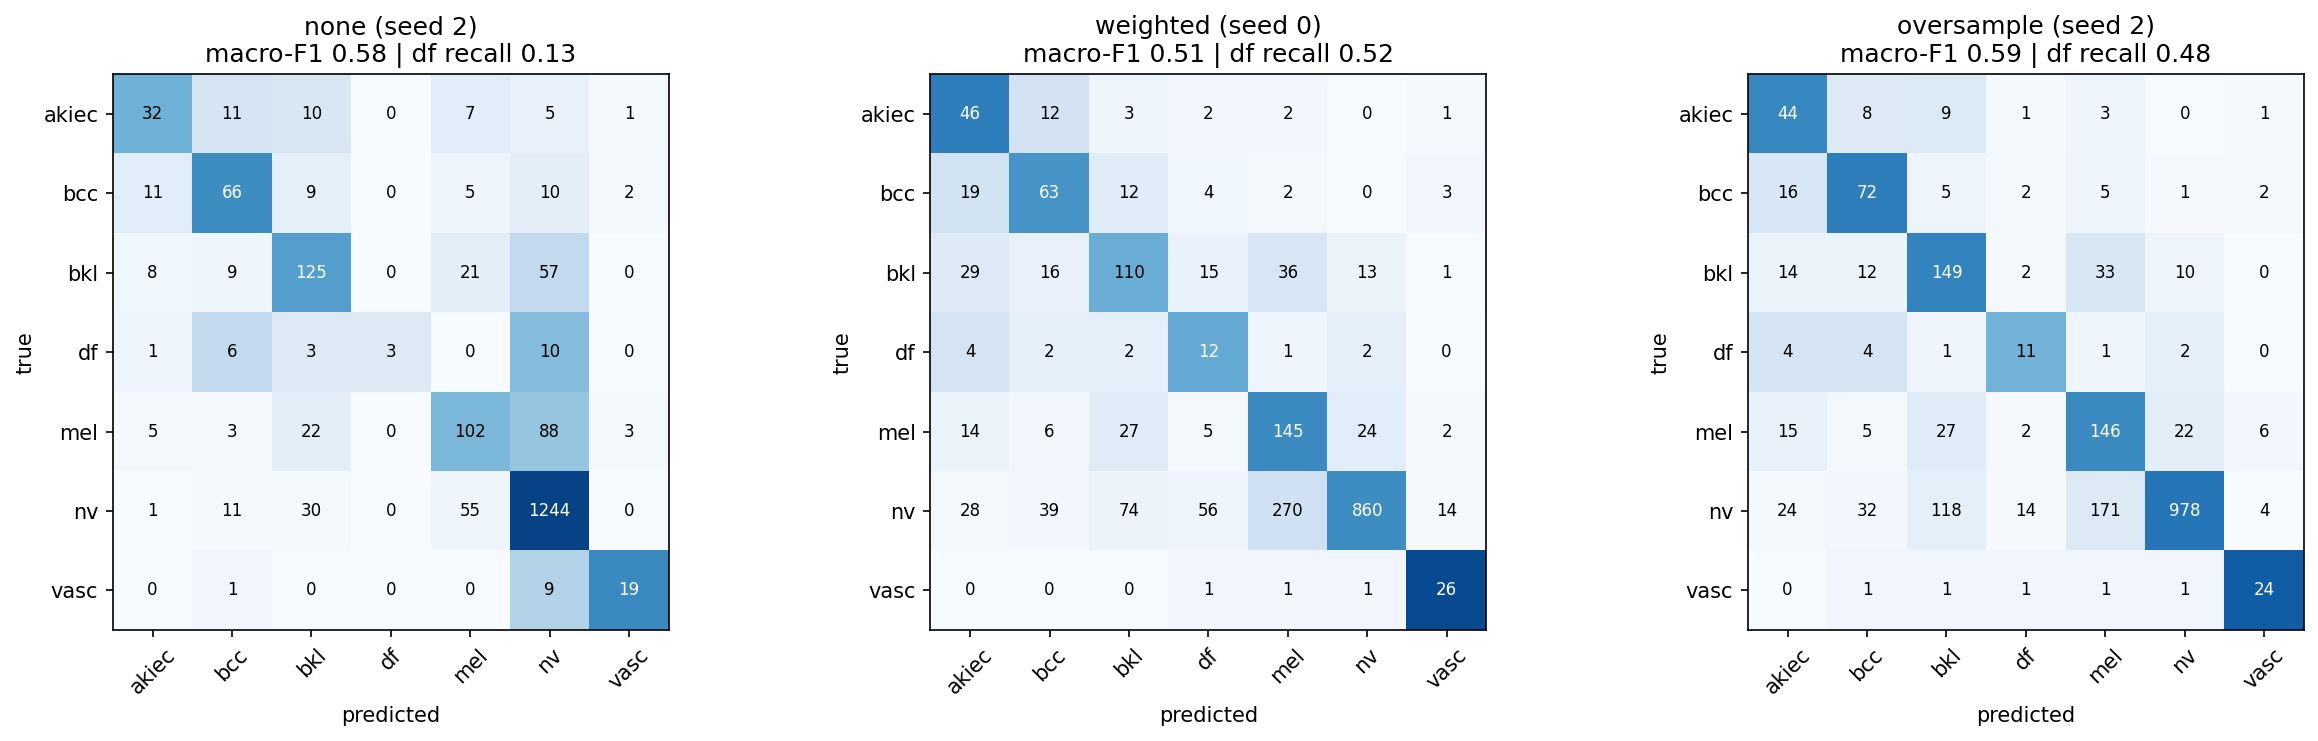 none (seed 2)
macro-F1 0.58 | df recall 0.13
akiec 32 11 10 0 7 5 1
bcc 11 66 9 0 5 10 2
bkl 8 9 125 0 21 57 0
df 1 6 3 3 0 10 0
mel 5 3 22 0 102 88 3
nv 1 11 30 0 55 1244 0
vasc 0 1 0 0 0 9 19
akiec bcc bkl df mel nv vasc
true
predicted
weighted (seed 0)
macro-F1 0.51 | df recall 0.52
akiec 46 12 3 2 2 0 1
bcc 19 63 12 4 2 0 3
bkl 29 16 110 15 36 13 1
df 4 2 2 12 1 2 0
mel 14 6 27 5 145 24 2
nv 28 39 74 56 270 860 14
vasc 0 0 0 1 1 1 26
akiec bcc bkl df mel nv vasc
true
predicted
oversample (seed 2)
macro-F1 0.59 | df recall 0.48
akiec 44 8 9 1 3 0 1
bcc 16 72 5 2 5 1 2
bkl 14 12 149 2 33 10 0
df 4 4 1 11 1 2 0
mel 15 5 27 2 146 22 6
nv 24 32 118 14 171 978 4
vasc 0 1 1 1 1 1 24
akiec bcc bkl df mel nv vasc
true
predicted